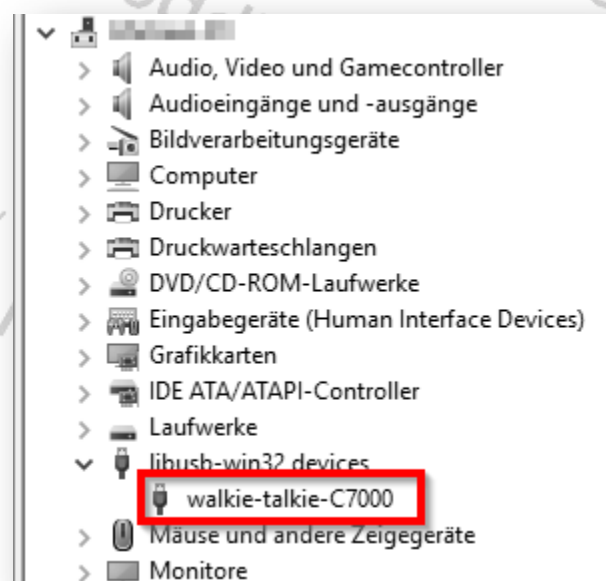 Audio, Video und Gamecontroller
Audioeingänge und -ausgänge
Bildverarbeitungsgeräte
Computer
Drucker
Druckwarteschlangen
DVD/CD-ROM-Laufwerke
Eingabegeräte (Human Interface Devices)
Grafikkarten
IDE ATA/ATAPI-Controller
Laufwerke
libusb-win32 devices
walkie-talkie-C7000
Mäuse und andere Zeigegeräte
Monitore